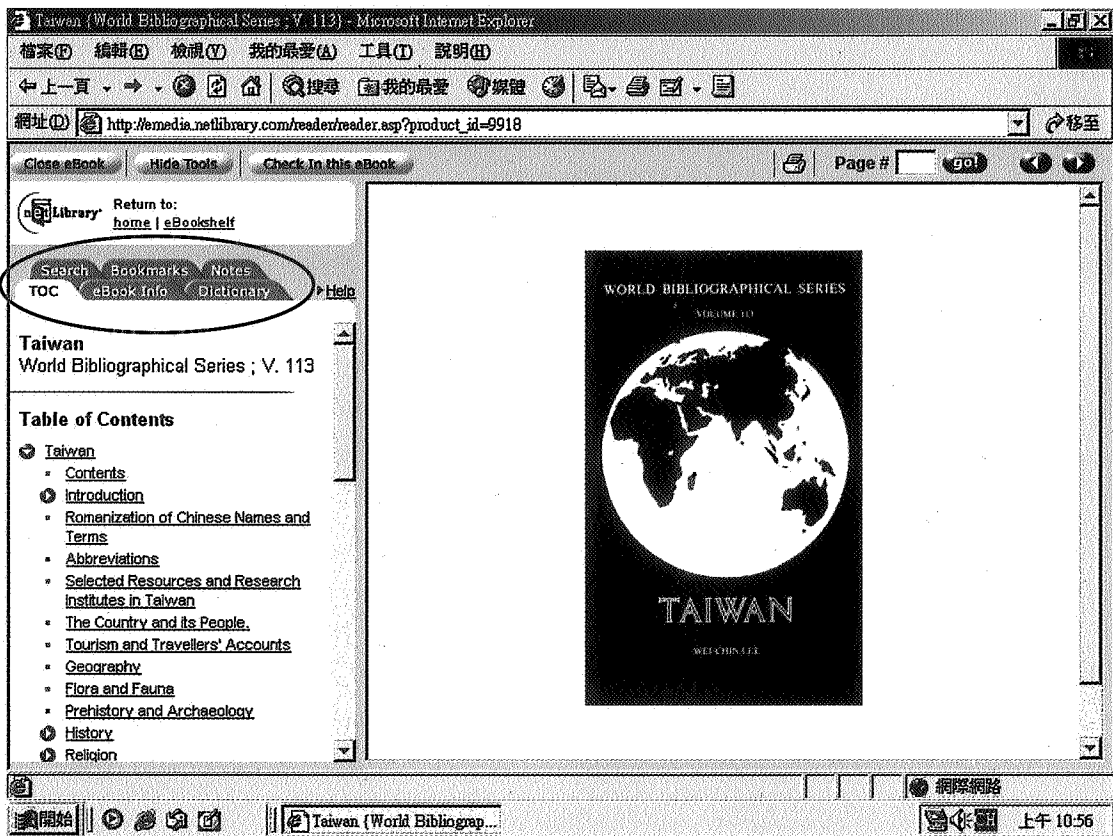 Taiwan {World Bibliographical Series ; V. 113} - Microsoft Internet Explorer
檔案(F) 編輯(E) 檢視(V) 我的最愛(A) 工具(T) 說明(H)
上一頁 搜尋 我的最愛 媒體
網址(D) http://emedia.netlibrary.com/reader/reader.asp?product_id=9918 移至
Close eBook Hide Tools Check In this eBook Page # go!
netLibrary Return to:
home | eBookshelf
Search Bookmarks Notes
TOC eBook Info Dictionary Help
Taiwan
World Bibliographical Series ; V. 113
Table of Contents
Taiwan
Contents
Introduction
Romanization of Chinese Names and
Terms
Abbreviations
Selected Resources and Research
Institutes in Taiwan
The Country and its People.
Tourism and Travellers' Accounts
Geography
Flora and Fauna
Prehistory and Archaeology
History
Religion
WORLD BIBLIOGRAPHICAL SERIES
VOLUME 113
TAIWAN
WEI-CHIN LEE
網際網路
開始 Taiwan {World Bibliograp... 上午 10:56